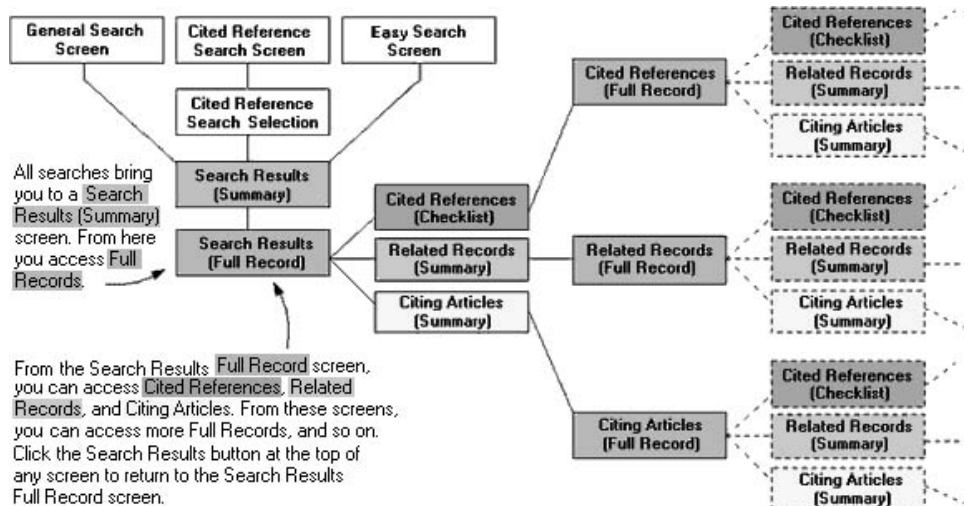 General Search
Screen
Cited Reference
Search Screen
Easy Search
Screen
Cited Reference
Search Selection
Search Results
(Summary)
Search Results
(Full Record)
All searches bring
you to a Search
Results (Summary)
screen. From here
you access Full
Records.
Cited References
(Checklist)
Related Records
(Summary)
Citing Articles
(Summary)
Cited References
(Full Record)
Related Records
(Full Record)
Citing Articles
(Full Record)
Cited References
(Checklist)
Related Records
(Summary)
Citing Articles
(Summary)
Cited References
(Checklist)
Related Records
(Summary)
Citing Articles
(Summary)
Cited References
(Checklist)
Related Records
(Summary)
Citing Articles
(Summary)
From the Search Results Full Record screen,
you can access Cited References, Related
Records, and Citing Articles. From these screens,
you can access more Full Records, and so on.
Click the Search Results button at the top of
any screen to return to the Search Results
Full Record screen.